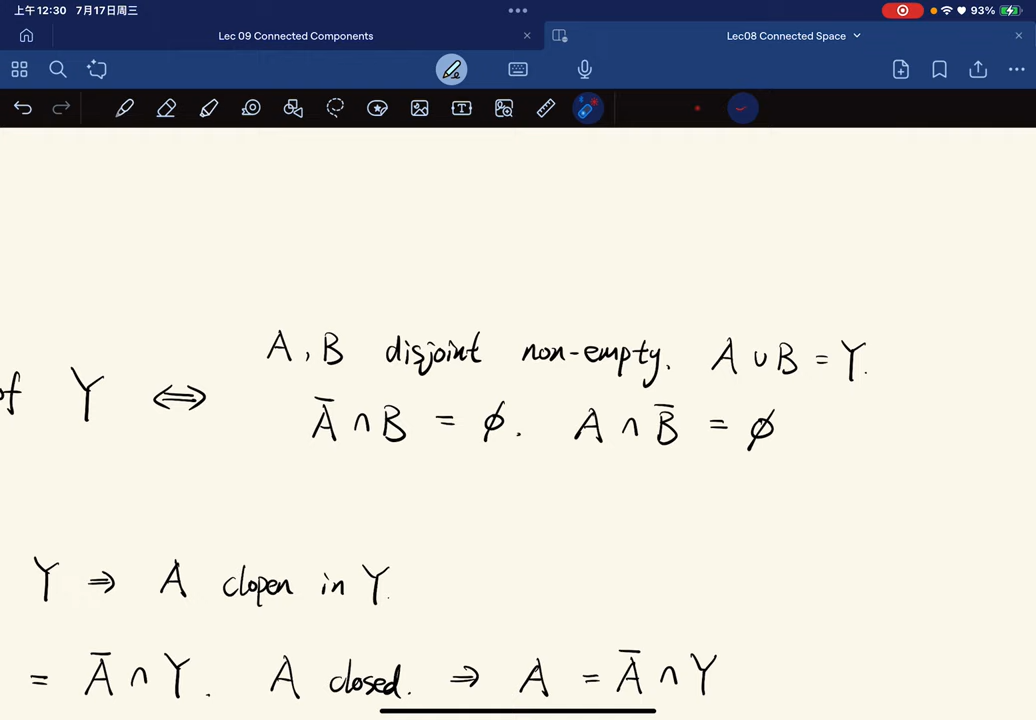 上午12:30 7月17日周三 93%
Lec 09 Connected Components Lec08 Connected Space
A, B disjoint non-empty. A ∪ B = Y.
of Y ⇔ Ā ∩ B = ∅. A ∩ B̄ = ∅
Y ⇒ A clopen in Y.
= Ā ∩ Y. A closed. ⇒ A = Ā ∩ Y